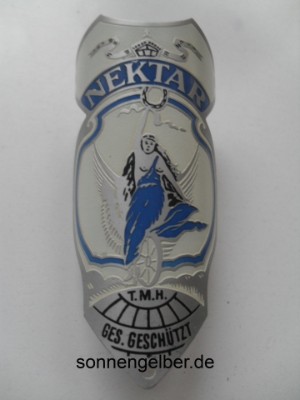 NEKTAR
T.M.H.
GES. GESCHÜTZT
sonnengelber.de